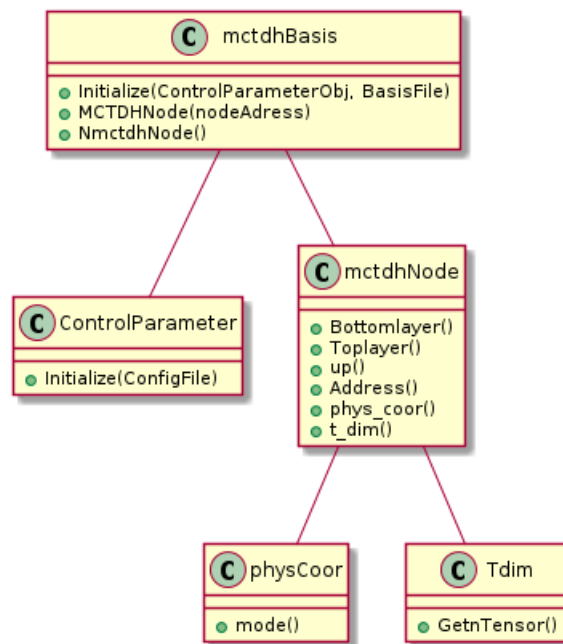 C mctdhBasis
Initialize(ControlParameterObj, BasisFile)
MCTDHNode(nodeAdress)
NmctdhNode()
C ControlParameter
Initialize(ConfigFile)
C mctdhNode
Bottomlayer()
Toplayer()
up()
Address()
phys_coor()
t_dim()
C physCoor
mode()
C Tdim
GetnTensor()